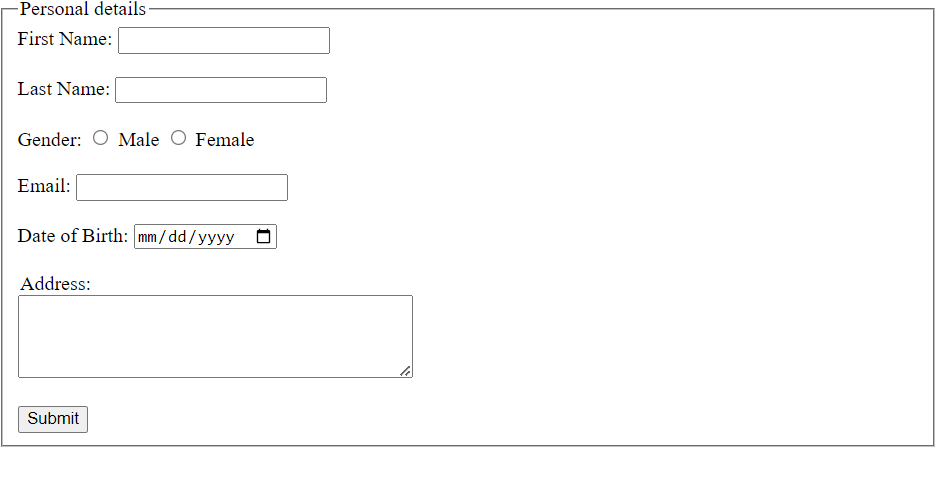 Personal details
First Name:
Last Name:
Gender: Male Female
Email:
Date of Birth: mm/dd/yyyy
Address:
Submit